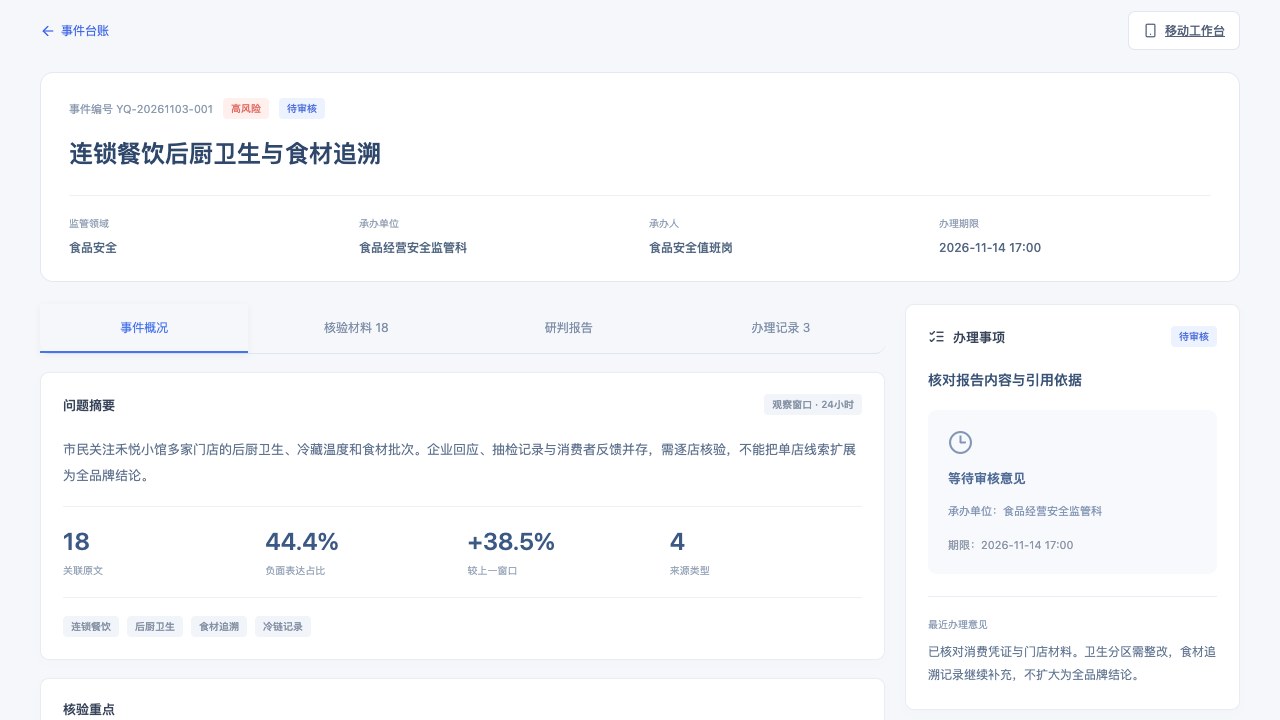 事件台账
移动工作台
事件编号 YQ-20261103-001 高风险 待审核
连锁餐饮后厨卫生与食材追溯
监管领域 承办单位 承办人 办理期限
食品安全 食品经营安全监管科 食品安全值班岗 2026-11-14 17:00
事件概况 核验材料 18 研判报告 办理记录 3
问题摘要 观察窗口 · 24小时
市民关注禾悦小馆多家门店的后厨卫生、冷藏温度和食材批次。企业回应、抽检记录与消费者反馈并存，需逐店核验，不能把单店线索扩展
为全品牌结论。
18 44.4% +38.5% 4
关联原文 负面表达占比 较上一窗口 来源类型
连锁餐饮 后厨卫生 食材追溯 冷链记录
核验重点
办理事项 待审核
核对报告内容与引用依据
等待审核意见
承办单位：食品经营安全监管科
期限：2026-11-14 17:00
最近办理意见
已核对消费凭证与门店材料。卫生分区需整改，食材追
溯记录继续补充，不扩大为全品牌结论。